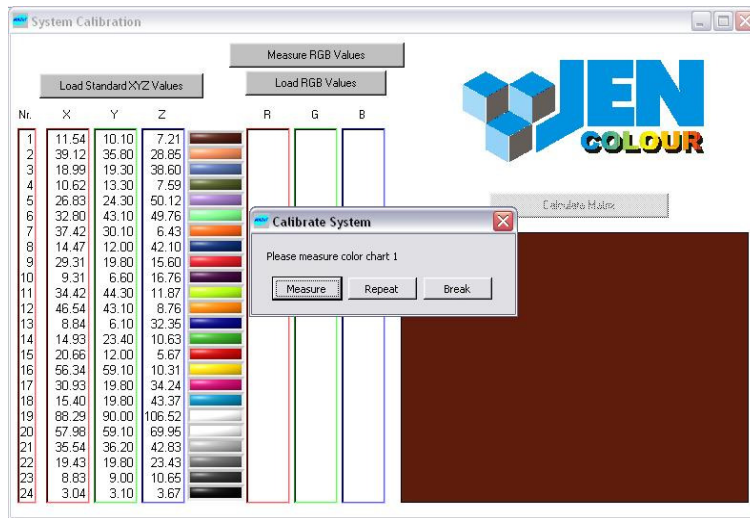 System Calibration
Measure RGB Values
Load Standard XYZ Values
Load RGB Values
Nr. X Y Z R G B
1 11.54 10.10 7.21
2 39.12 35.80 28.85
3 18.99 19.30 38.60
4 10.62 13.30 7.59
5 26.83 24.30 50.12
6 32.80 43.10 49.76
7 37.42 30.10 6.43
8 14.47 12.00 42.10
9 29.31 19.80 15.60
10 9.31 6.60 16.76
11 34.42 44.30 11.87
12 46.54 43.10 8.76
13 8.84 6.10 32.35
14 14.93 23.40 10.63
15 20.66 12.00 5.67
16 56.34 59.10 10.31
17 30.93 19.80 34.24
18 15.40 19.80 43.37
19 88.29 90.00 106.52
20 57.98 59.10 69.95
21 35.54 36.20 42.83
22 19.43 19.80 23.43
23 8.83 9.00 10.65
24 3.04 3.10 3.67
JEN
COLOUR
Calculate Matrix
Calibrate System
Please measure color chart 1
Measure Repeat Break